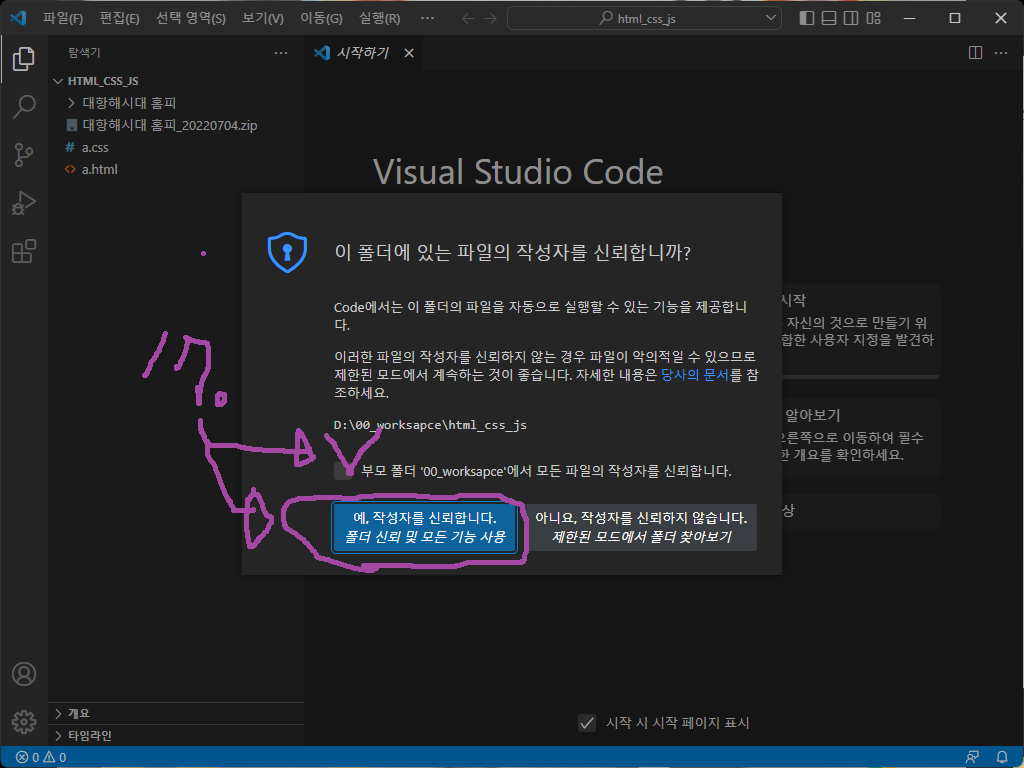 파일(F) 편집(E) 선택 영역(S) 보기(V) 이동(G) 실행(R) ··· html_css_js
탐색기 ···
시작하기
HTML_CSS_JS
대항해시대 홈피
대항해시대 홈피_20220704.zip
# a.css
<> a.html
Visual Studio Code
이 폴더에 있는 파일의 작성자를 신뢰합니까?
Code에서는 이 폴더의 파일을 자동으로 실행할 수 있는 기능을 제공합니
다.
이러한 파일의 작성자를 신뢰하지 않는 경우 파일이 악의적일 수 있으므로
제한된 모드에서 계속하는 것이 좋습니다. 자세한 내용은 당사의 문서를 참
조하세요.
D:\00_worksapce\html_css_js
부모 폴더 '00_worksapce'에서 모든 파일의 작성자를 신뢰합니다.
예, 작성자를 신뢰합니다.
폴더 신뢰 및 모든 기능 사용
아니요, 작성자를 신뢰하지 않습니다.
제한된 모드에서 폴더 찾아보기
시작
자신의 것으로 만들기 위
합한 사용자 지정을 발견하
알아보기
오른쪽으로 이동하여 필수
한 개요를 확인하세요.
상
17.
개요
타임라인
시작 시 시작 페이지 표시
0 0